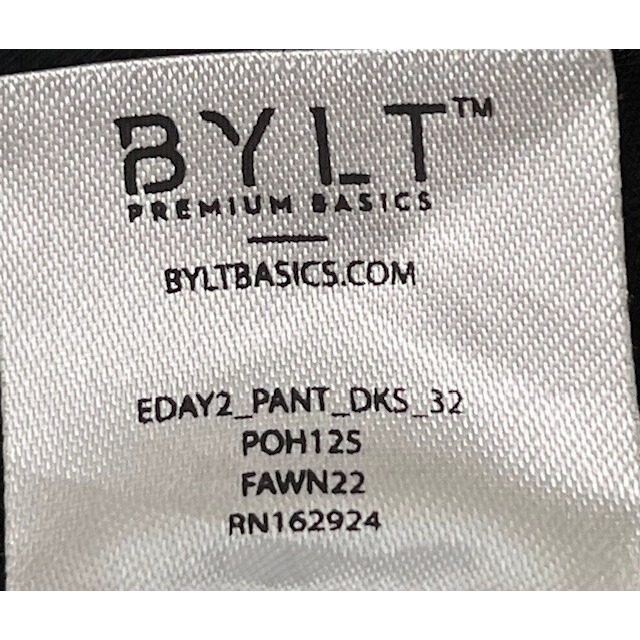 BYLT™
PREMIUM BASICS
BYLTBASICS.COM
EDAY2_PANT_DKS_32
POH125
FAWN22
RN162924